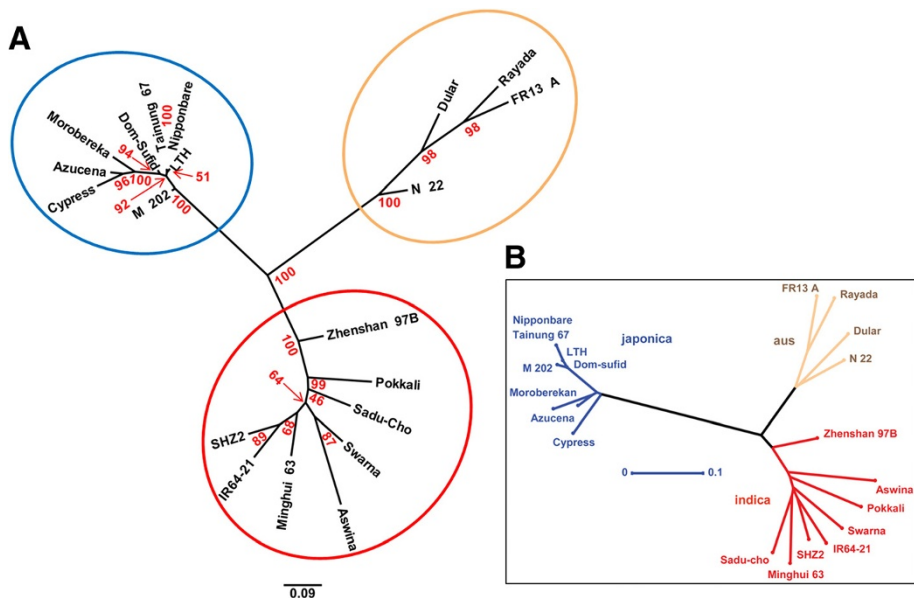 A
Morobereka
Azucena
Cypress
Dom-Sufid
Tainung 67
Nipponbare
LTH
M 202
94
100
96
100
92
51
100
Dular
Rayada
FR13 A
N 22
98
98
100
100
100
Zhenshan 97B
Pokkali
Sadu-Cho
Swarna
Aswina
Minghui 63
IR64-21
SHZ2
64
99
46
87
68
89
0.09
B
Nipponbare
Tainung 67
LTH
M 202
Dom-sufid
Moroberekan
Azucena
Cypress
japonica
FR13 A
Rayada
aus
Dular
N 22
0 0.1
Zhenshan 97B
indica
Aswina
Pokkali
Swarna
IR64-21
SHZ2
Sadu-cho
Minghui 63